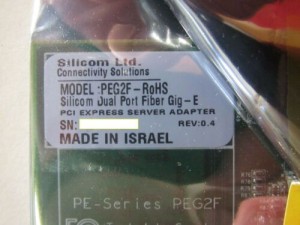 Silicom Ltd.
Connectivity Solutions
MODEL :PEG2F-RoHS
Silicom Dual Port Fiber Gig-E
PCI EXPRESS SERVER ADAPTER
SN:
REV:0.4
MADE IN ISRAEL
PE-Series PEG2F